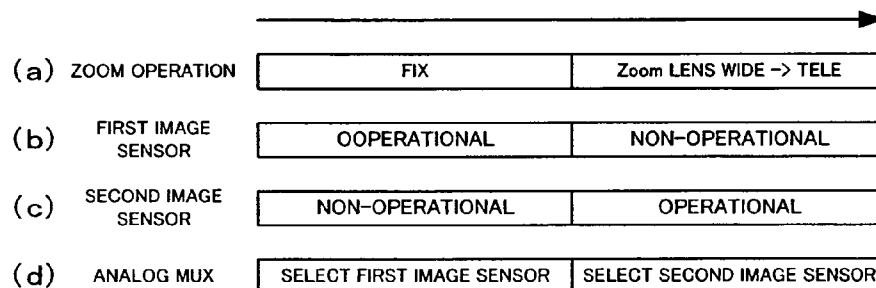 (a) ZOOM OPERATION FIX Zoom LENS WIDE -> TELE
(b) FIRST IMAGE SENSOR OOPERATIONAL NON-OPERATIONAL
(c) SECOND IMAGE SENSOR NON-OPERATIONAL OPERATIONAL
(d) ANALOG MUX SELECT FIRST IMAGE SENSOR SELECT SECOND IMAGE SENSOR